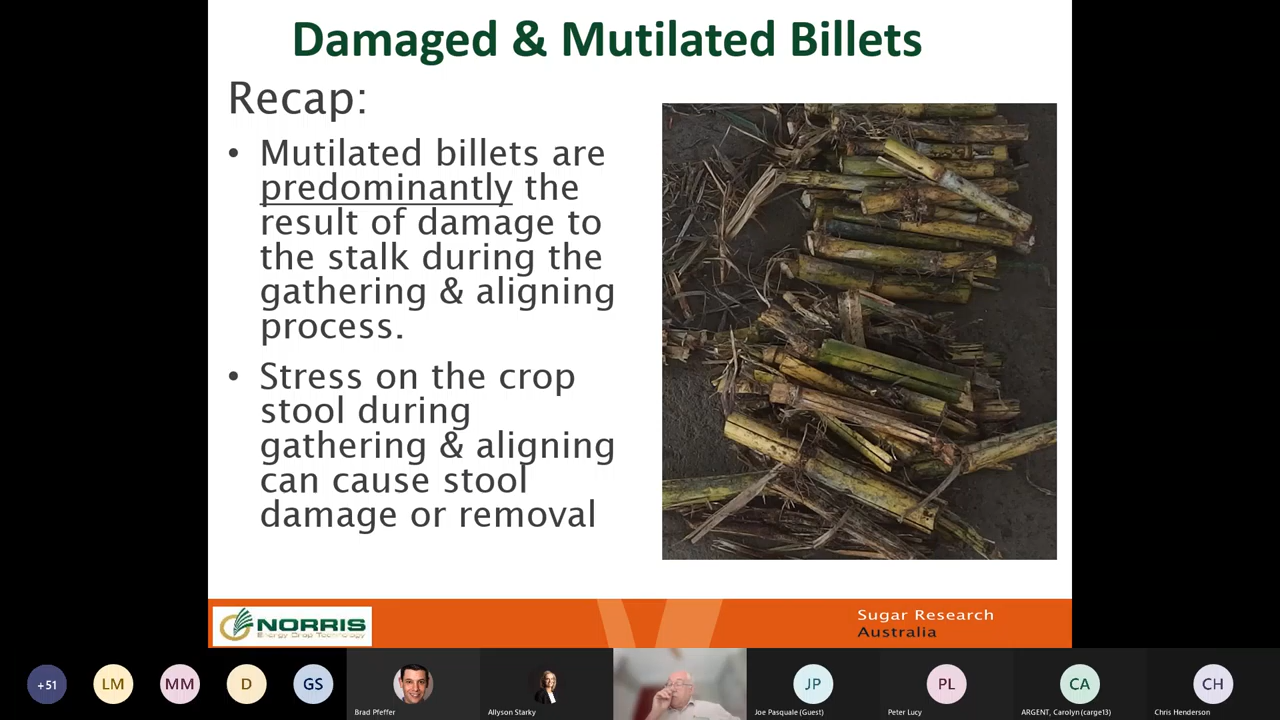 Damaged & Mutilated Billets
Recap:
• Mutilated billets are
predominantly the
result of damage to
the stalk during the
gathering & aligning
process.
• Stress on the crop
stool during
gathering & aligning
can cause stool
damage or removal
NORRIS
Energy Crop Technology
Sugar Research
Australia
+51
LM
MM
D
GS
JP
PL
CA
CH
Brad Pfeffer
Allyson Starky
Joe Pasquale (Guest)
Peter Lucy
ARGENT, Carolyn (carge13)
Chris Henderson